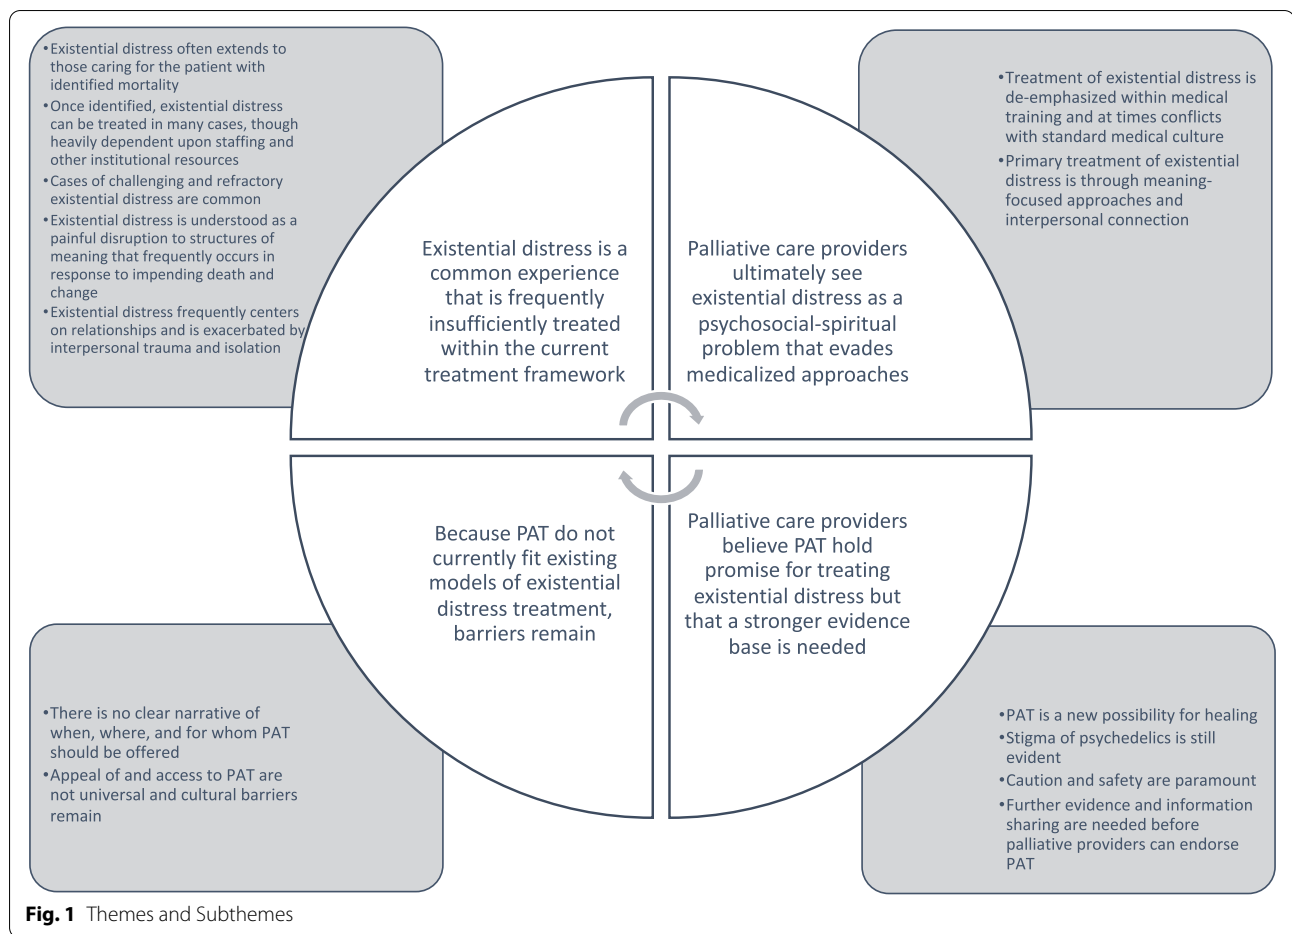 •Existential distress often extends to
those caring for the patient with
identified mortality
•Once identified, existential distress
can be treated in many cases, though
heavily dependent upon staffing and
other institutional resources
•Cases of challenging and refractory
existential distress are common
•Existential distress is understood as a
painful disruption to structures of
meaning that frequently occurs in
response to impending death and
change
•Existential distress frequently centers
on relationships and is exacerbated by
interpersonal trauma and isolation
Existential distress is a
common experience
that is frequently
insufficiently treated
within the current
treatment framework
Palliative care providers
ultimately see
existential distress as a
psychosocial-spiritual
problem that evades
medicalized approaches
•Treatment of existential distress is
de-emphasized within medical
training and at times conflicts
with standard medical culture
•Primary treatment of existential
distress is through meaning-
focused approaches and
interpersonal connection
Because PAT do not
currently fit existing
models of existential
distress treatment,
barriers remain
Palliative care providers
believe PAT hold
promise for treating
existential distress but
that a stronger evidence
base is needed
•There is no clear narrative of
when, where, and for whom PAT
should be offered
•Appeal of and access to PAT are
not universal and cultural barriers
remain
•PAT is a new possibility for healing
•Stigma of psychedelics is still
evident
•Caution and safety are paramount
•Further evidence and information
sharing are needed before
palliative providers can endorse
PAT
Fig. 1 Themes and Subthemes